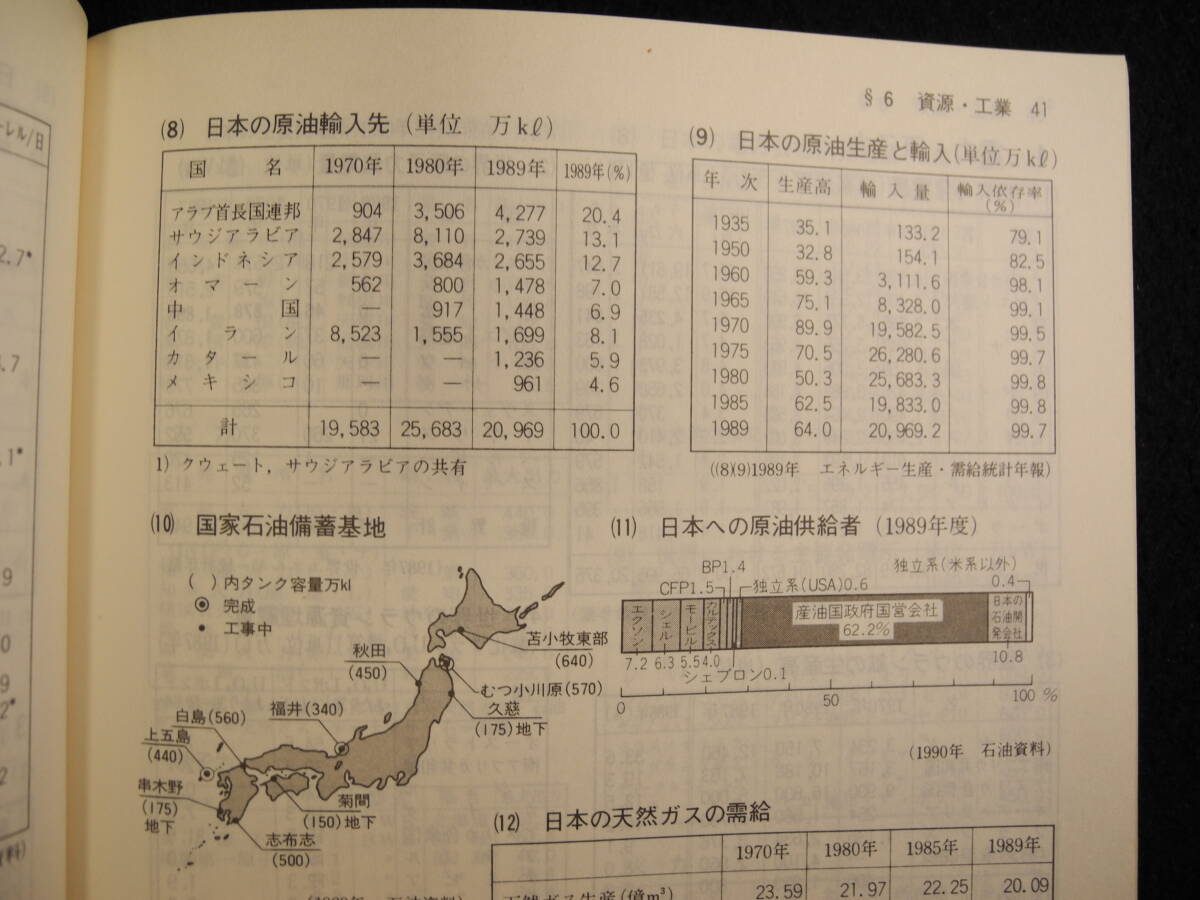 §6 資源・工業 41
(8) 日本の原油輸入先 (単位 万kℓ)
国名 1970年 1980年 1989年 1989年(%)
アラブ首長国連邦 904 3,506 4,277 20.4
サウジアラビア 2,847 8,110 2,739 13.1
インドネシア 2,579 3,684 2,655 12.7
オマーン 562 800 1,478 7.0
中国 — 917 1,448 6.9
イラン 8,523 1,555 1,699 8.1
カタール — — 1,236 5.9
メキシコ — — 961 4.6
計 19,583 25,683 20,969 100.0
1) クウェート,サウジアラビアの共有
(9) 日本の原油生産と輸入(単位万kℓ)
年次 生産高 輸入量 輸入依存率(%)
1935 35.1 133.2 79.1
1950 32.8 154.1 82.5
1960 59.3 3,111.6 98.1
1965 75.1 8,328.0 99.1
1970 89.9 19,582.5 99.5
1975 70.5 26,280.6 99.7
1980 50.3 25,683.3 99.8
1985 62.5 19,833.0 99.8
1989 64.0 20,969.2 99.7
((8)(9)1989年 エネルギー生産・需給統計年報)
(10) 国家石油備蓄基地
( )内タンク容量万kl
◎ 完成
• 工事中
苫小牧東部
(640)
秋田
(450)
むつ小川原(570)
久慈
(175)地下
福井(340)
白島(560)
上五島
(440)
串木野
(175)
地下
菊間
(150)地下
志布志
(500)
(11) 日本への原油供給者 (1989年度)
BP1.4
独立系(米系以外)
0.4
CFP1.5
独立系(USA)0.6
エクソン
シェル
モービル
カルテックス
産油国政府国営会社
62.2%
日本の石油開発会社
7.2 6.3 5.5 4.0
10.8
シェブロン0.1
0 50 100 %
(1990年 石油資料)
(12) 日本の天然ガスの需給
1970年 1980年 1985年 1989年
天然ガス生産(億m³) 23.59 21.97 22.25 20.09